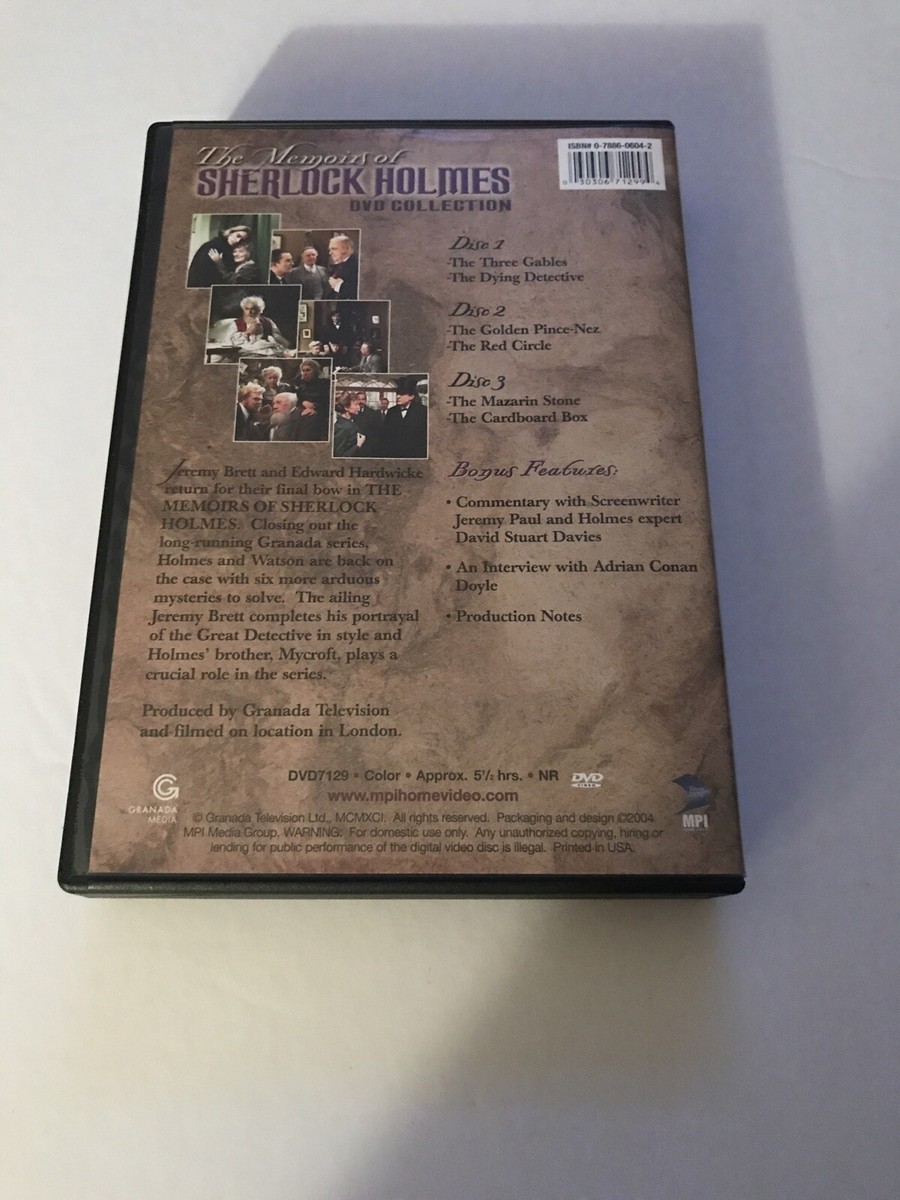 The Memoirs of
SHERLOCK HOLMES
DVD COLLECTION
ISBN# 0-7886-0604-2
0 30306 71299 4
Disc 1
-The Three Gables
-The Dying Detective
Disc 2
-The Golden Pince-Nez
-The Red Circle
Disc 3
-The Mazarin Stone
-The Cardboard Box
Jeremy Brett and Edward Hardwicke
return for their final bow in THE
MEMOIRS OF SHERLOCK
HOLMES. Closing out the
long-running Granada series,
Holmes and Watson are back on
the case with six more arduous
mysteries to solve. The ailing
Jeremy Brett completes his portrayal
of the Great Detective in style and
Holmes' brother, Mycroft, plays a
crucial role in the series.
Produced by Granada Television
and filmed on location in London.
Bonus Features:
• Commentary with Screenwriter
Jeremy Paul and Holmes expert
David Stuart Davies
• An Interview with Adrian Conan
Doyle
• Production Notes
DVD7129 • Color • Approx. 5½ hrs. • NR
DVD
VIDEO
www.mpihomevideo.com
GRANADA
MEDIA
MPI
© Granada Television Ltd., MCMXCI. All rights reserved. Packaging and design ©2004
MPI Media Group. WARNING: For domestic use only. Any unauthorized copying, hiring or
lending for public performance of the digital video disc is illegal. Printed in USA.